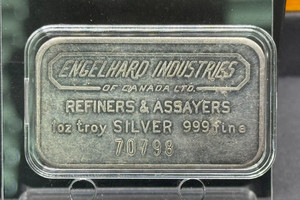 ENGELHARD INDUSTRIES
OF CANADA LTD.
REFINERS & ASSAYERS
1oz troy SILVER 999 fine
70798